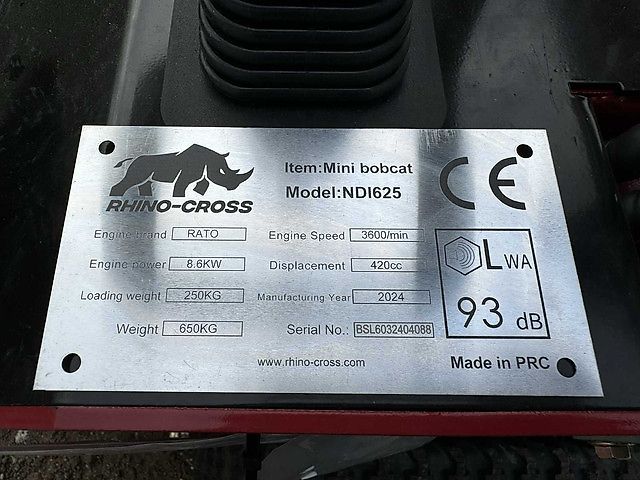 RHINO-CROSS
Item:Mini bobcat
Model:NDI625
CE
Engine brand RATO Engine Speed 3600/min
Engine power 8.6KW Displacement 420cc
Loading weight 250KG Manufacturing Year 2024
Weight 650KG Serial No.: BSL6032404088
LWA
93 dB
www.rhino-cross.com
Made in PRC